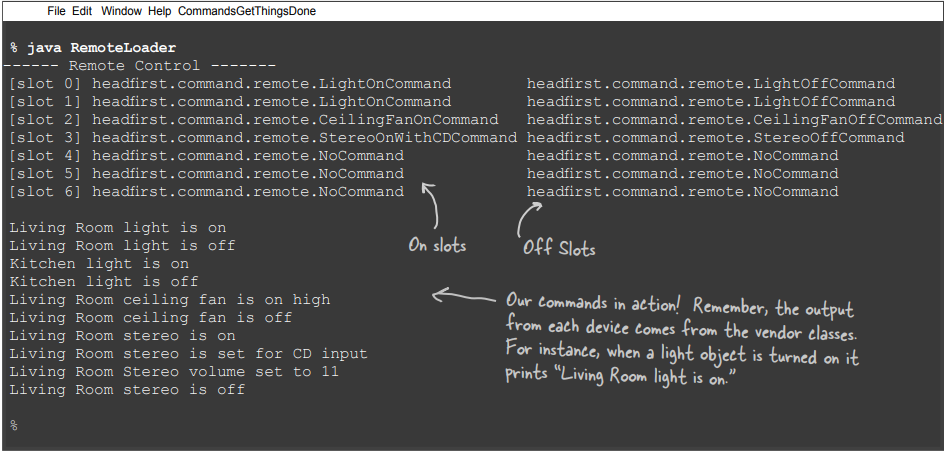 File Edit Window Help CommandsGetThingsDone
% java RemoteLoader
------ Remote Control -------
[slot 0] headfirst.command.remote.LightOnCommand headfirst.command.remote.LightOffCommand
[slot 1] headfirst.command.remote.LightOnCommand headfirst.command.remote.LightOffCommand
[slot 2] headfirst.command.remote.CeilingFanOnCommand headfirst.command.remote.CeilingFanOffCommand
[slot 3] headfirst.command.remote.StereoOnWithCDCommand headfirst.command.remote.StereoOffCommand
[slot 4] headfirst.command.remote.NoCommand headfirst.command.remote.NoCommand
[slot 5] headfirst.command.remote.NoCommand headfirst.command.remote.NoCommand
[slot 6] headfirst.command.remote.NoCommand headfirst.command.remote.NoCommand
On slots
Off Slots
Living Room light is on
Living Room light is off
Kitchen light is on
Kitchen light is off
Living Room ceiling fan is on high
Living Room ceiling fan is off
Living Room stereo is on
Living Room stereo is set for CD input
Living Room Stereo volume set to 11
Living Room stereo is off
Our commands in action! Remember, the output
from each device comes from the vendor classes.
For instance, when a light object is turned on it
prints “Living Room light is on.”
%